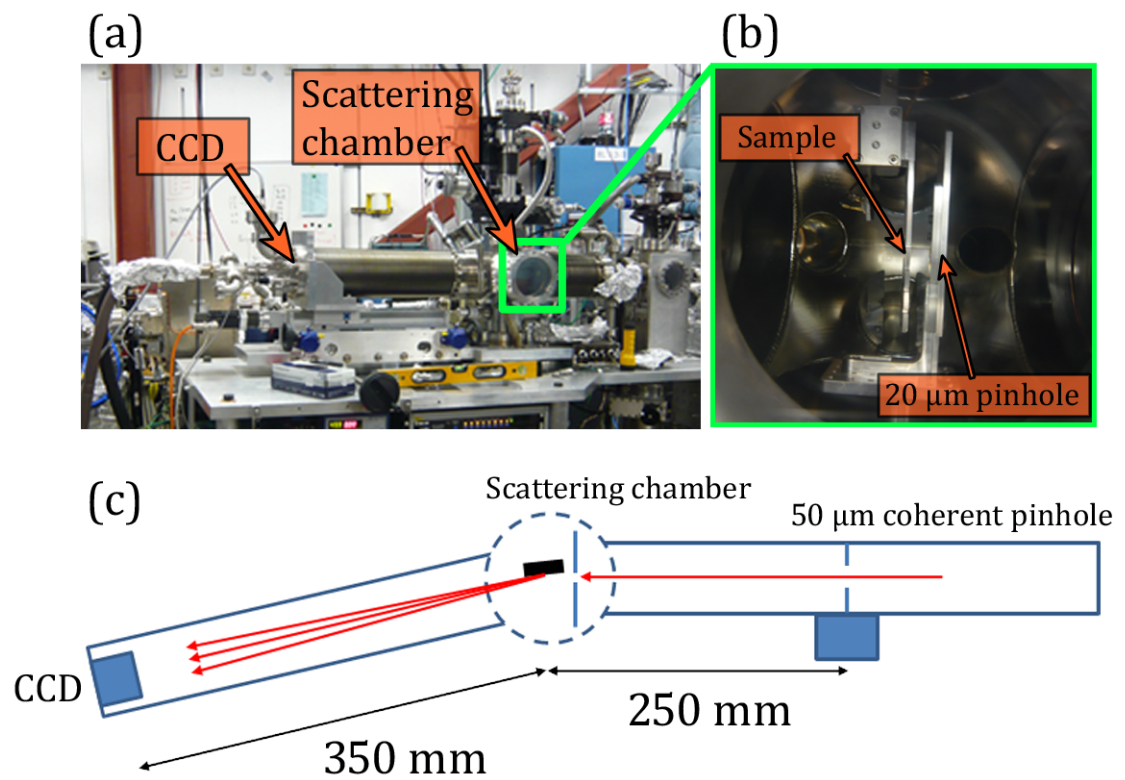 (a)
(b)
Scattering
chamber
CCD
Sample
20 μm pinhole
(c)
Scattering chamber
50 μm coherent pinhole
CCD
250 mm
350 mm